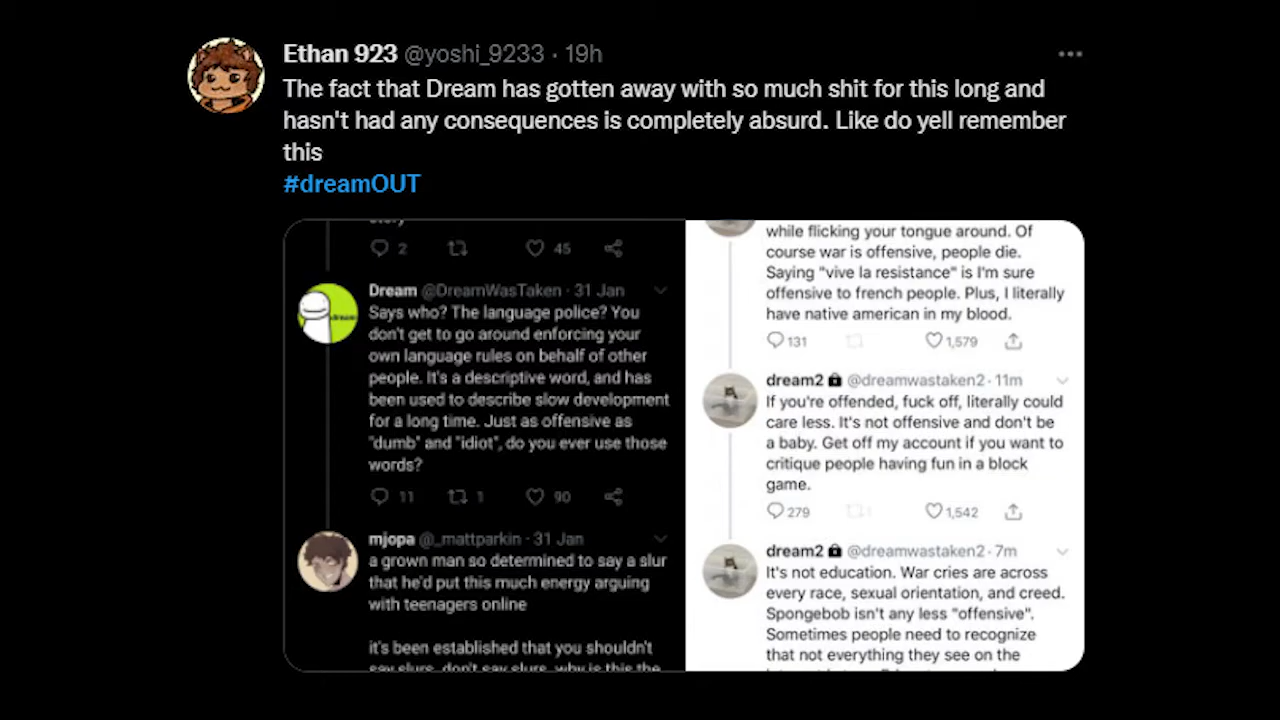 Ethan 923 @yoshi_9233 · 19h
The fact that Dream has gotten away with so much shit for this long and
hasn't had any consequences is completely absurd. Like do yell remember
this
#dreamOUT
2 45
Dream @DreamWasTaken · 31 Jan
Says who? The language police? You
don't get to go around enforcing your
own language rules on behalf of other
people. It's a descriptive word, and has
been used to describe slow development
for a long time. Just as offensive as
"dumb" and "idiot", do you ever use those
words?
11 1 90
mjopa @_mattparkin · 31 Jan
a grown man so determined to say a slur
that he'd put this much energy arguing
with teenagers online
it's been established that you shouldn't
say slurs, don't say slurs, why is this the
while flicking your tongue around. Of
course war is offensive, people die.
Saying "vive la resistance" is I'm sure
offensive to french people. Plus, I literally
have native american in my blood.
131 1,579
dream2 @dreamwastaken2 · 11m
If you're offended, fuck off, literally could
care less. It's not offensive and don't be
a baby. Get off my account if you want to
critique people having fun in a block
game.
279 1,542
dream2 @dreamwastaken2 · 7m
It's not education. War cries are across
every race, sexual orientation, and creed.
Spongebob isn't any less "offensive".
Sometimes people need to recognize
that not everything they see on the